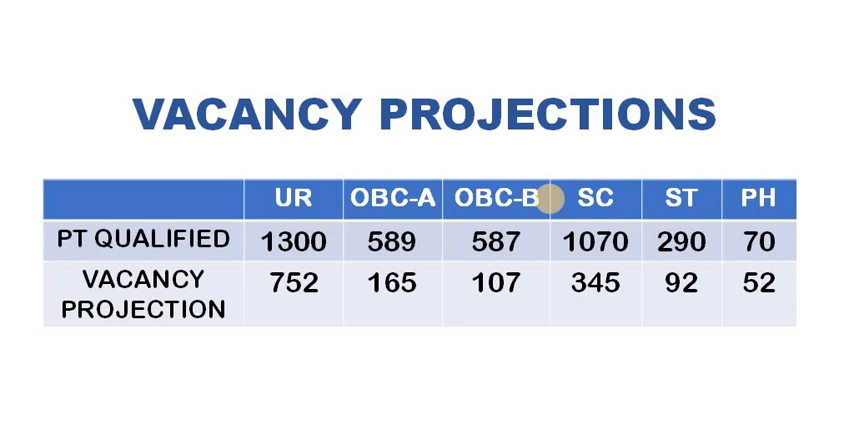 VACANCY PROJECTIONS
UR OBC-A OBC-B SC ST PH
PT QUALIFIED 1300 589 587 1070 290 70
VACANCY 752 165 107 345 92 52
PROJECTION